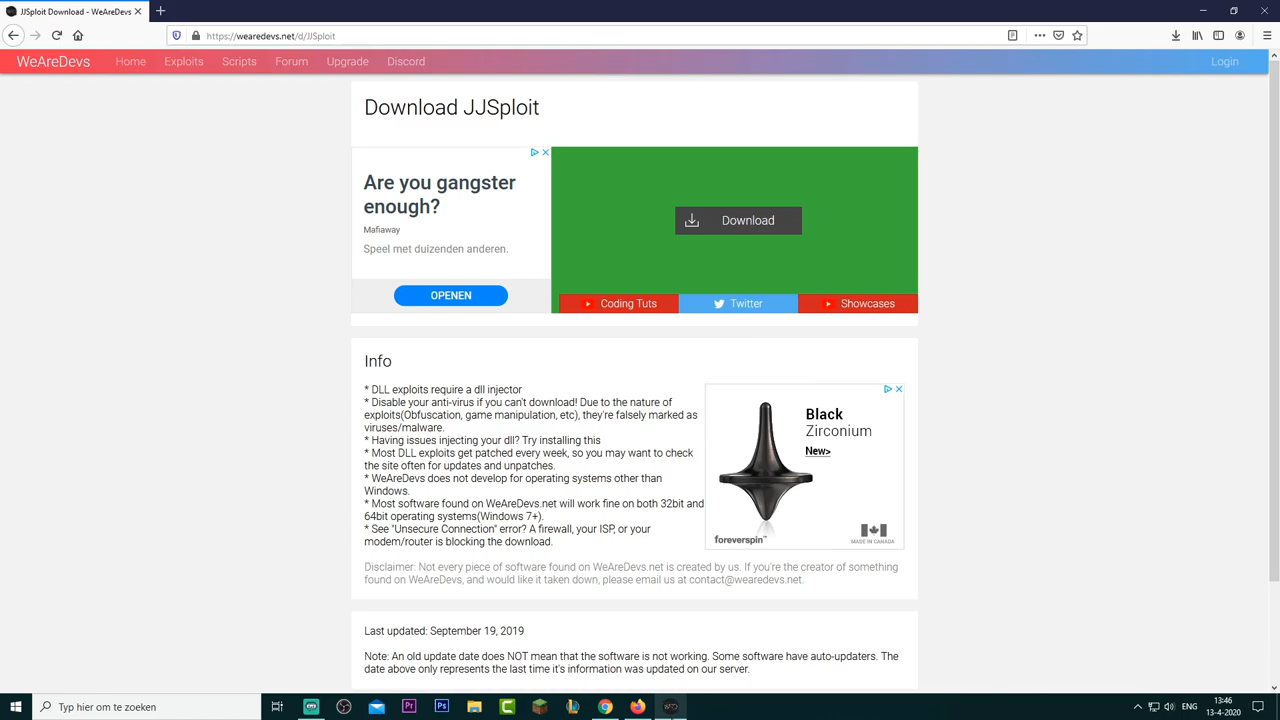 JJSploit Download - WeAreDevs
https://wearedevs.net/d/JJSploit
WeAreDevs Home Exploits Scripts Forum Upgrade Discord Login
Download JJSploit
Are you gangster
enough?
Mafiaway
Speel met duizenden anderen.
OPENEN
Download
Coding Tuts Twitter Showcases
Info
* DLL exploits require a dll injector
* Disable your anti-virus if you can't download! Due to the nature of
exploits(Obfuscation, game manipulation, etc), they're falsely marked as
viruses/malware.
* Having issues injecting your dll? Try installing this
* Most DLL exploits get patched every week, so you may want to check
the site often for updates and unpatches.
* WeAreDevs does not develop for operating systems other than
Windows.
* Most software found on WeAreDevs.net will work fine on both 32bit and
64bit operating systems(Windows 7+).
* See "Unsecure Connection" error? A firewall, your ISP, or your
modem/router is blocking the download.
Black
Zirconium
New>
foreverspin™
MADE IN CANADA
Disclaimer: Not every piece of software found on WeAreDevs.net is created by us. If you're the creator of something
found on WeAreDevs, and would like it taken down, please email us at contact@wearedevs.net.
Last updated: September 19, 2019
Note: An old update date does NOT mean that the software is not working. Some software have auto-updaters. The
date above only represents the last time it's information was updated on our server.
Typ hier om te zoeken
Pr
Ps
ENG
13:46
13-4-2020